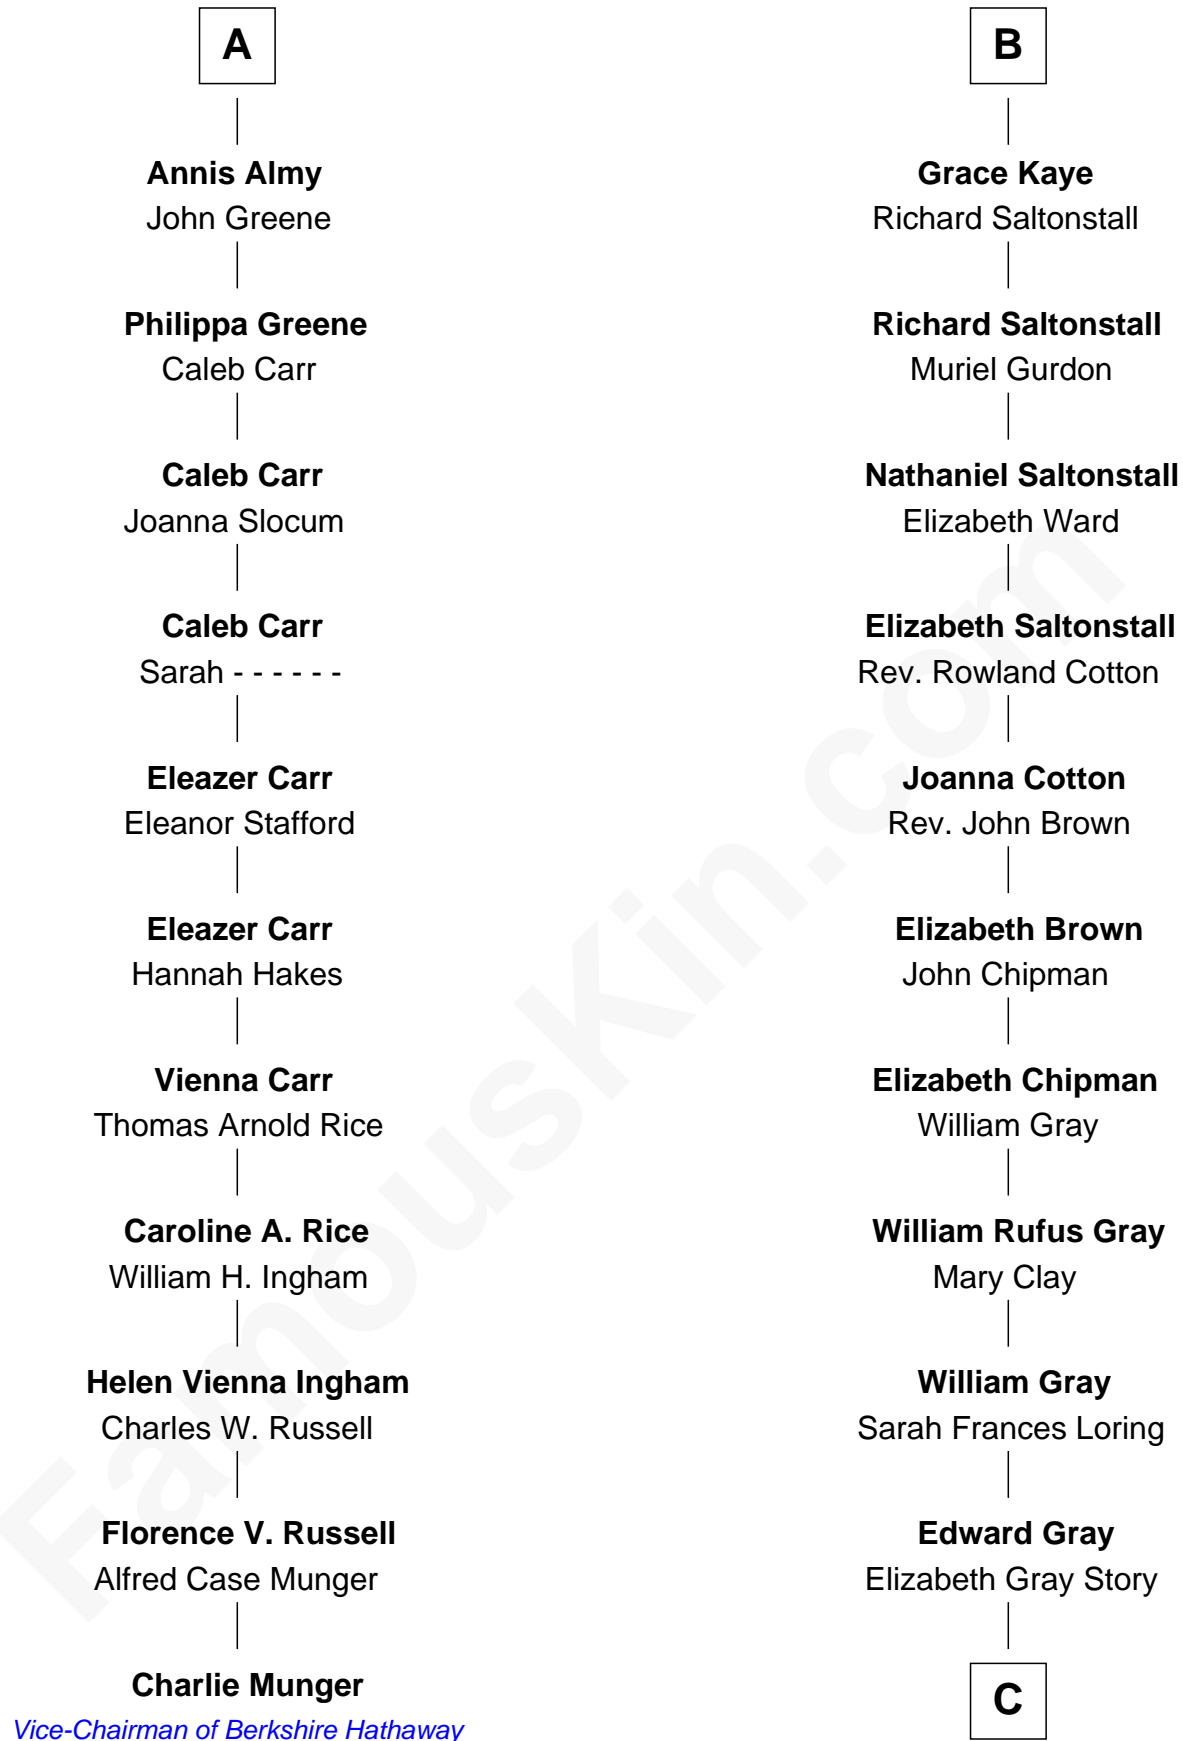 A
Annis Almy
John Greene
Philippa Greene
Caleb Carr
Caleb Carr
Joanna Slocum
Caleb Carr
Sarah - - - - - -
Eleazer Carr
Eleanor Stafford
Eleazer Carr
Hannah Hakes
Vienna Carr
Thomas Arnold Rice
Caroline A. Rice
William H. Ingham
Helen Vienna Ingham
Charles W. Russell
Florence V. Russell
Alfred Case Munger
Charlie Munger
Vice-Chairman of Berkshire Hathaway
B
Grace Kaye
Richard Saltonstall
Richard Saltonstall
Muriel Gurdon
Nathaniel Saltonstall
Elizabeth Ward
Elizabeth Saltonstall
Rev. Rowland Cotton
Joanna Cotton
Rev. John Brown
Elizabeth Brown
John Chipman
Elizabeth Chipman
William Gray
William Rufus Gray
Mary Clay
William Gray
Sarah Frances Loring
Edward Gray
Elizabeth Gray Story
C
FamousKin.com